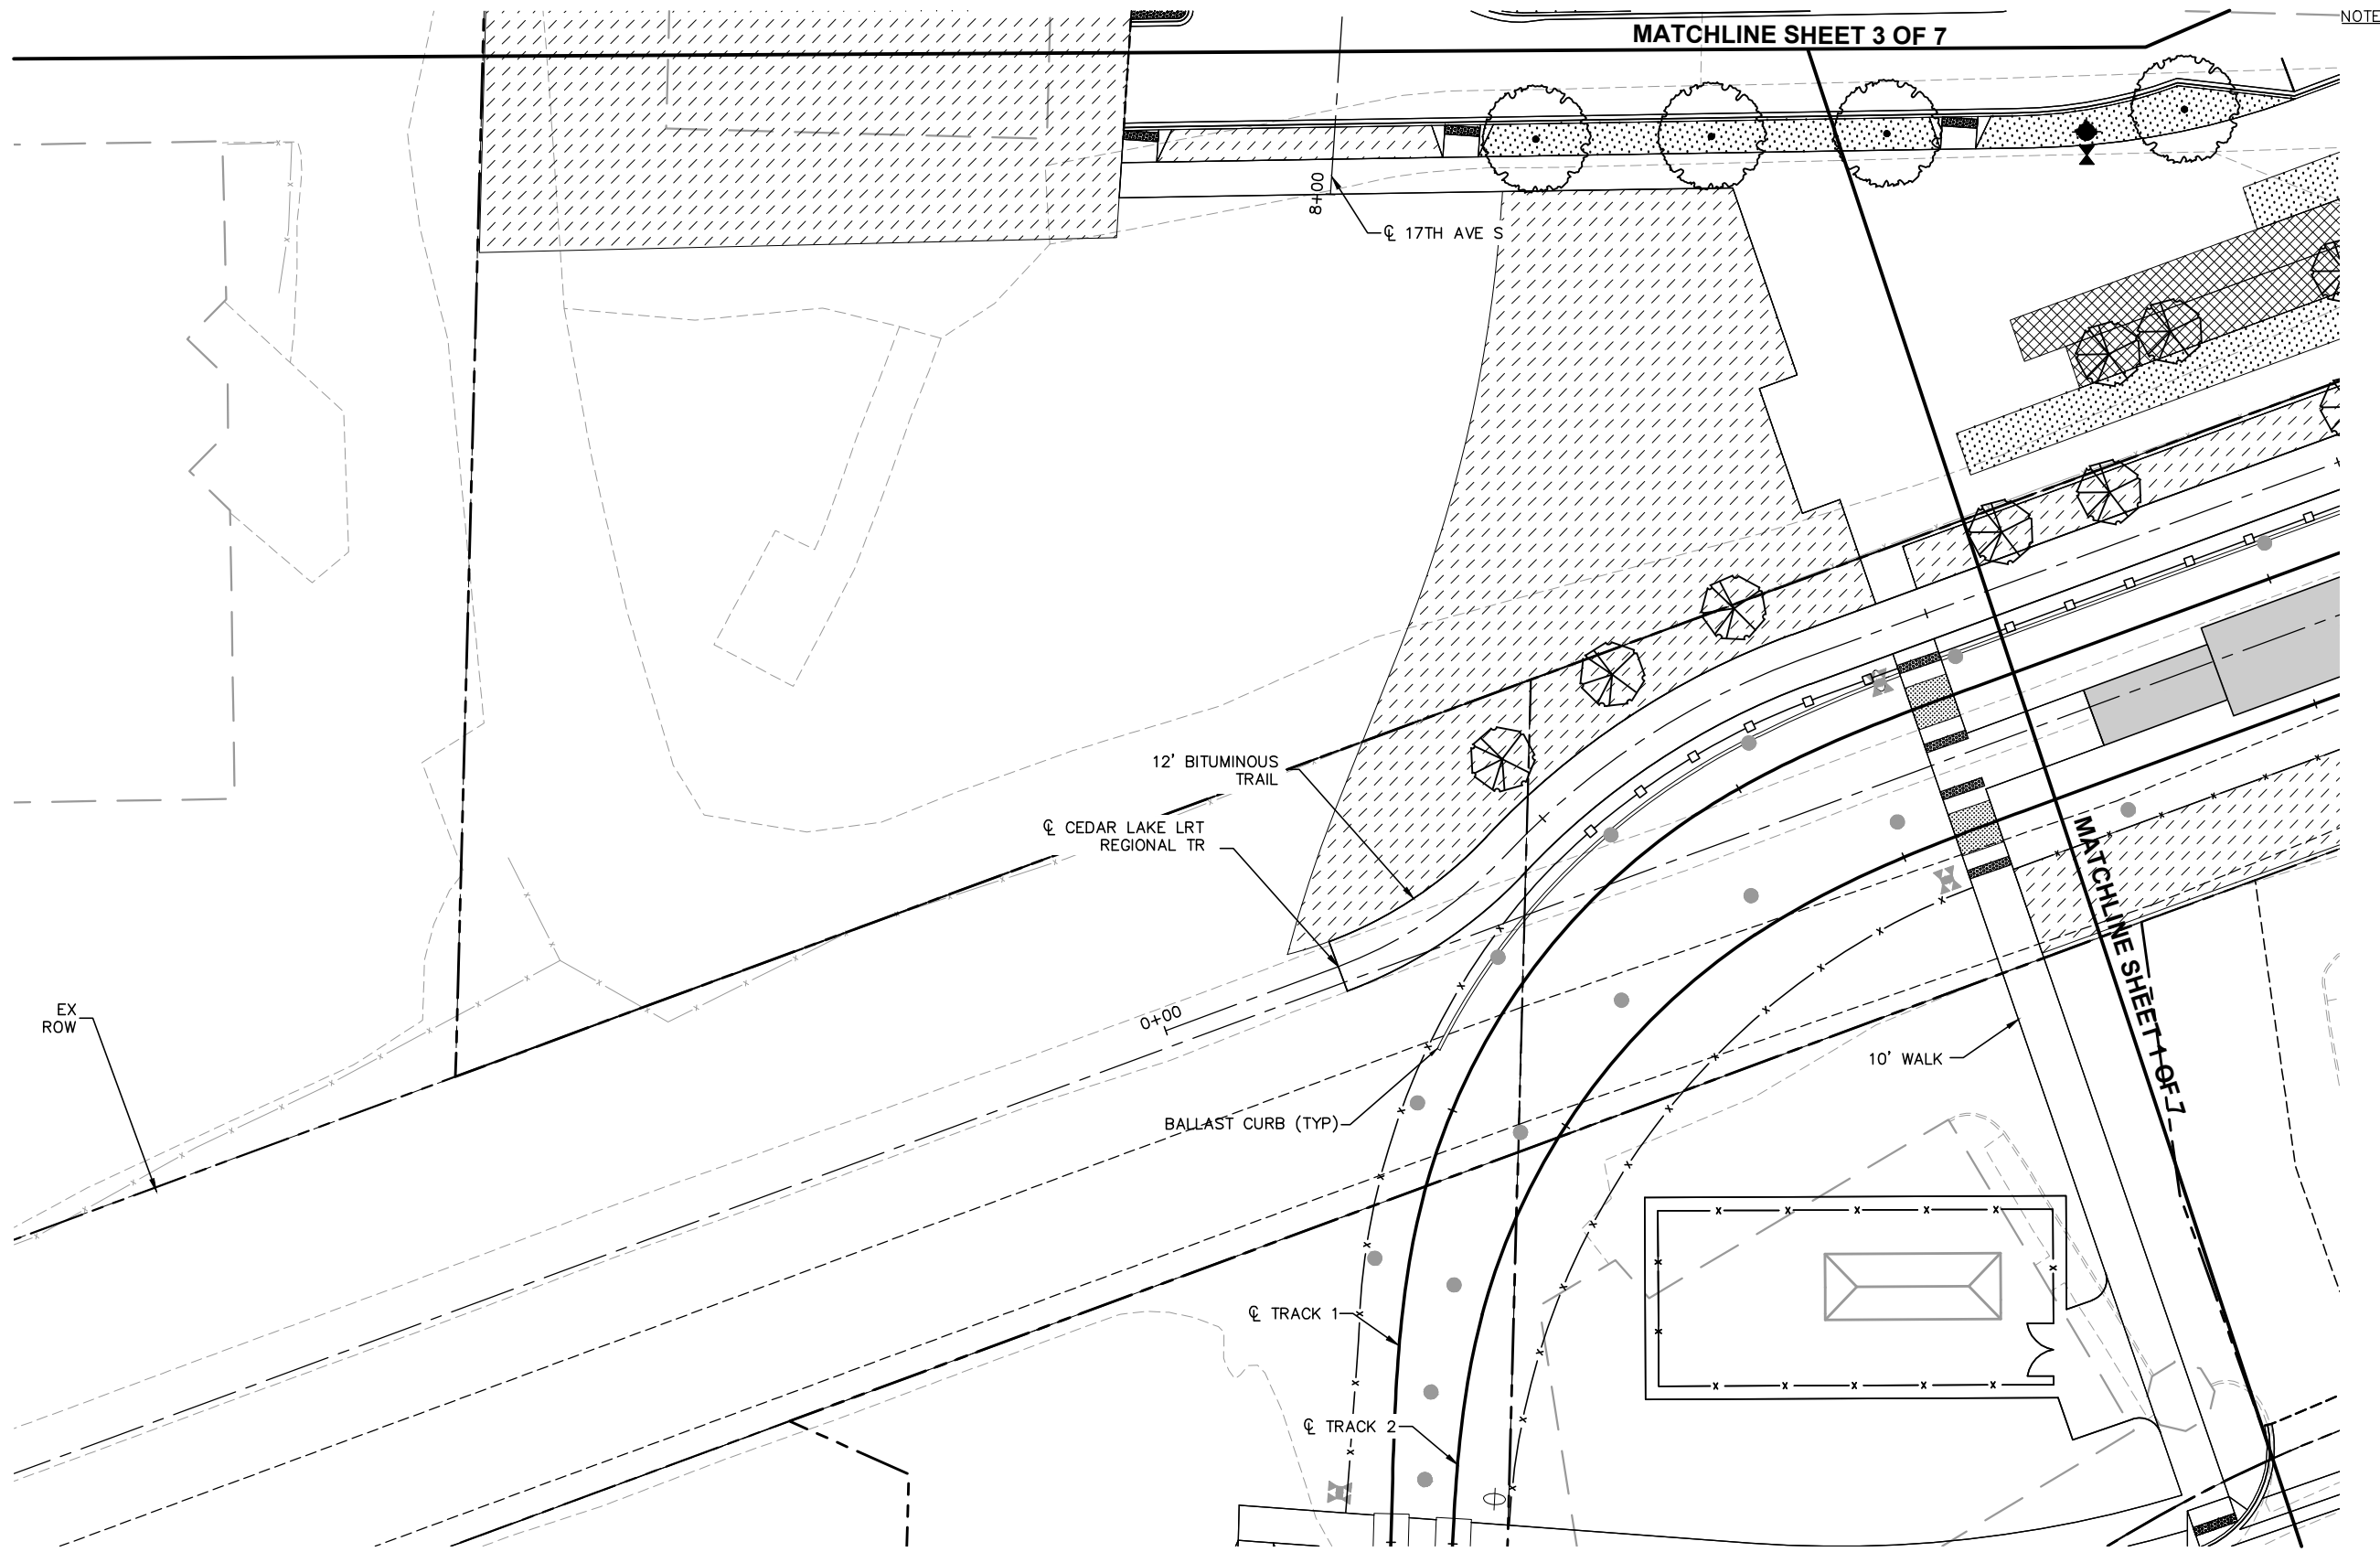 NOTE
MATCHLINE SHEET 3 OF 7
8+00
℄ 17TH AVE S
12' BITUMINOUS
TRAIL
℄ CEDAR LAKE LRT
REGIONAL TR
MATCHLINE SHEET 1 OF 7
EX
ROW
0+00
10' WALK
BALLAST CURB (TYP)
℄ TRACK 1
℄ TRACK 2